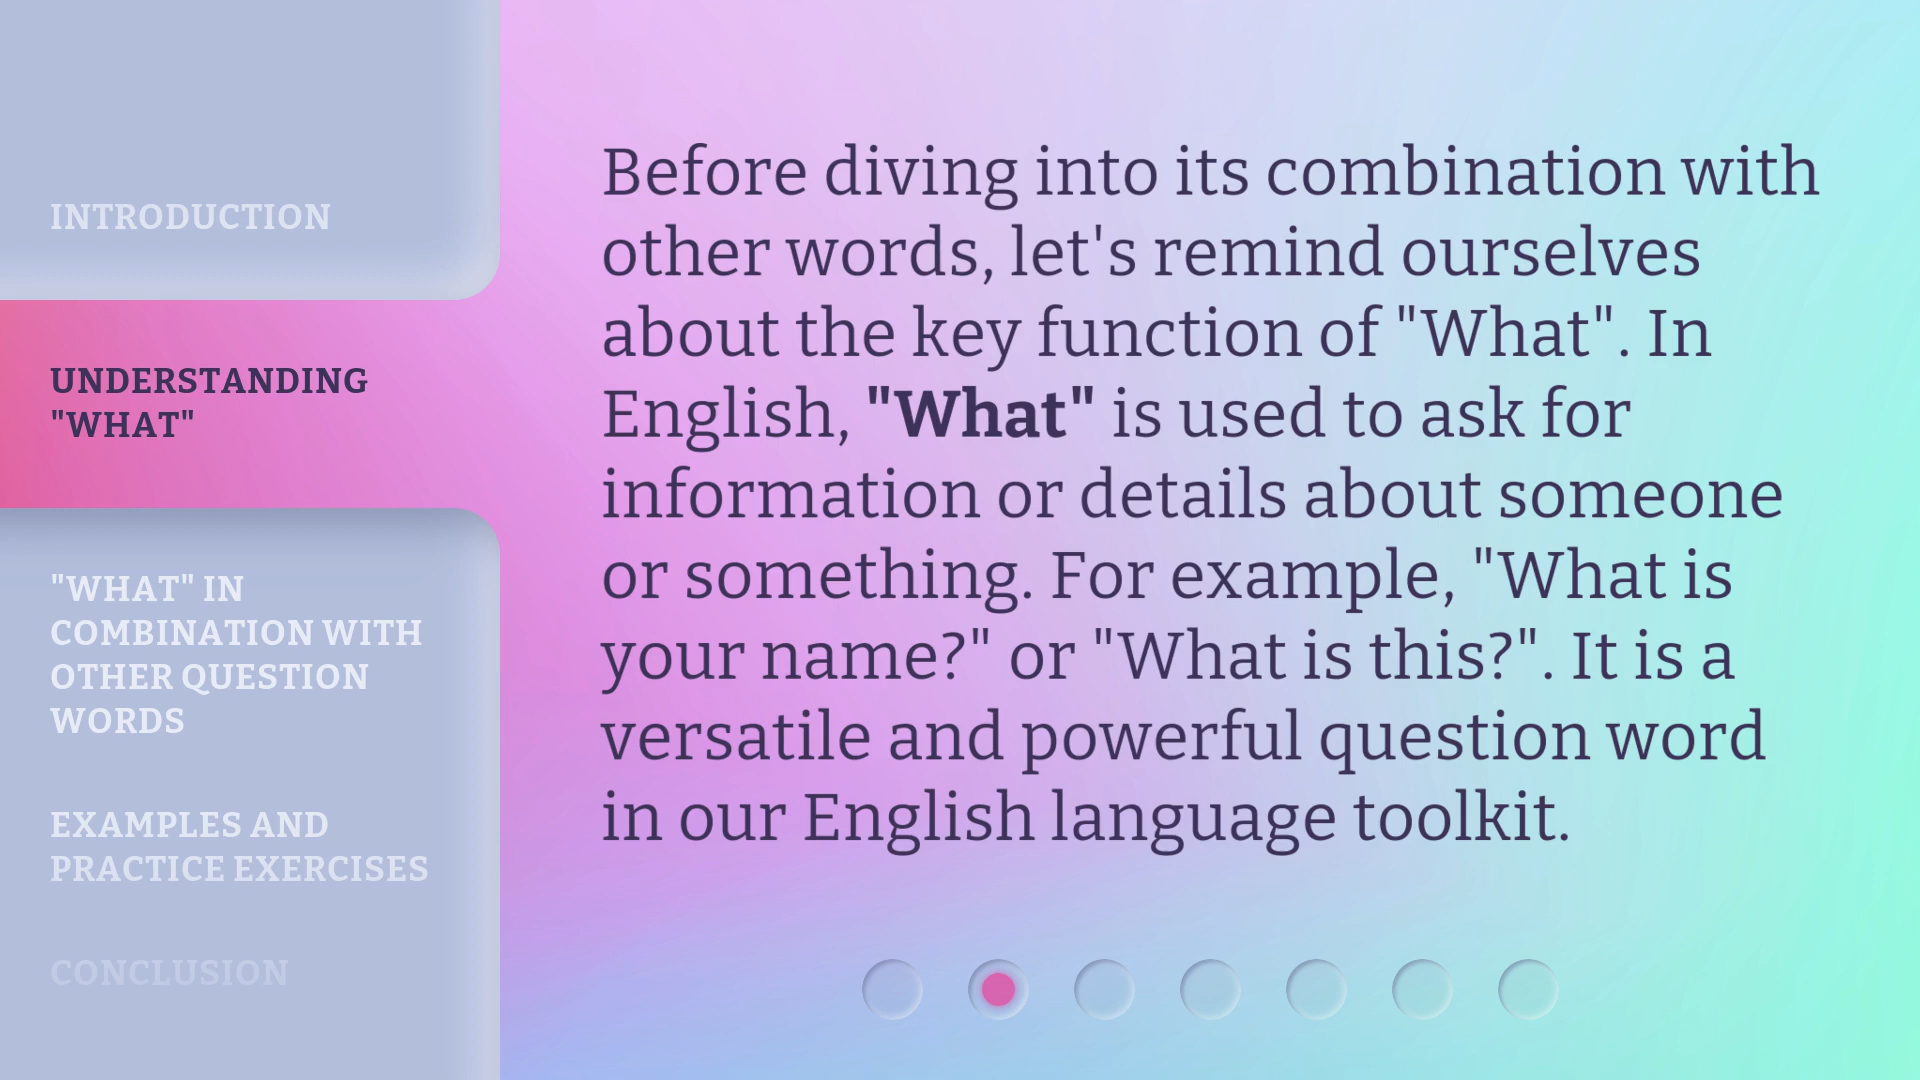 INTRODUCTION
UNDERSTANDING
"WHAT"
"WHAT" IN
COMBINATION WITH
OTHER QUESTION
WORDS
EXAMPLES AND
PRACTICE EXERCISES
CONCLUSION
Before diving into its combination with
other words, let's remind ourselves
about the key function of "What". In
English, "What" is used to ask for
information or details about someone
or something. For example, "What is
your name?" or "What is this?". It is a
versatile and powerful question word
in our English language toolkit.